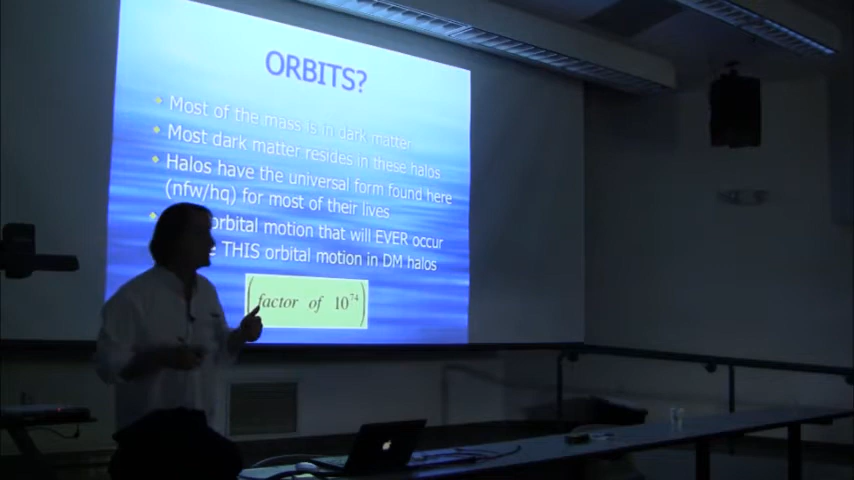 ORBITS?
Most of the mass is in dark matter
Most dark matter resides in these halos
Halos have the universal form found here
(nfw/hq) for most of their lives
orbital motion that will EVER occur
THIS orbital motion in DM halos
factor of 10⁷⁴